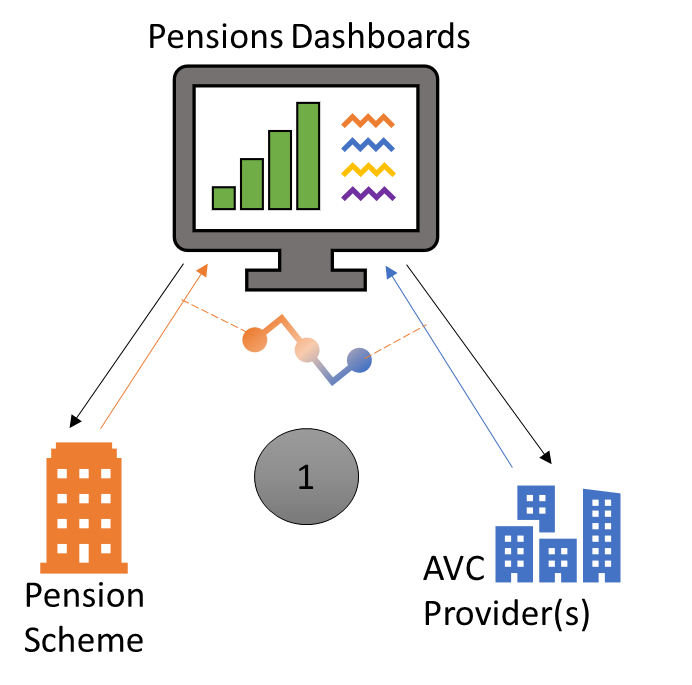 Pensions Dashboards
1
Pension
Scheme
AVC
Provider(s)